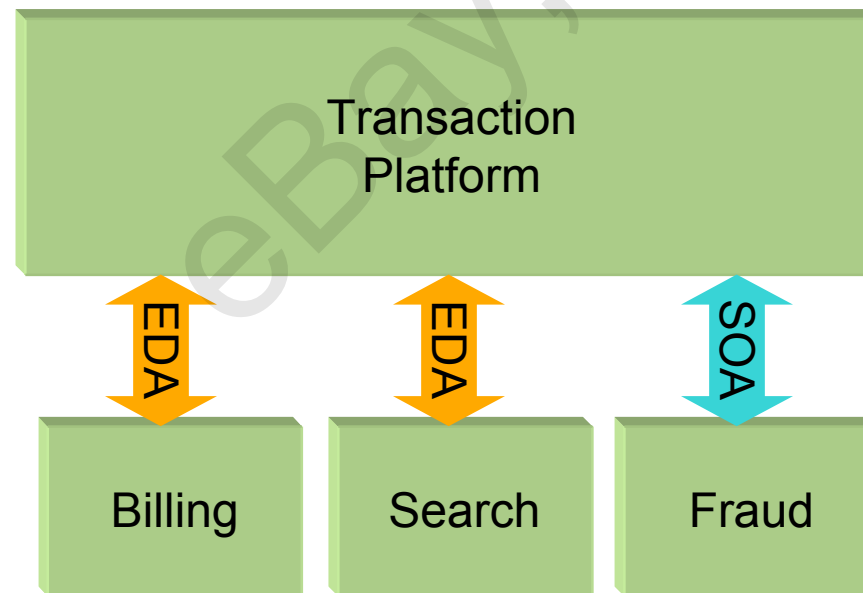 eBay,
Transaction
Platform
EDA
EDA
SOA
Billing
Search
Fraud